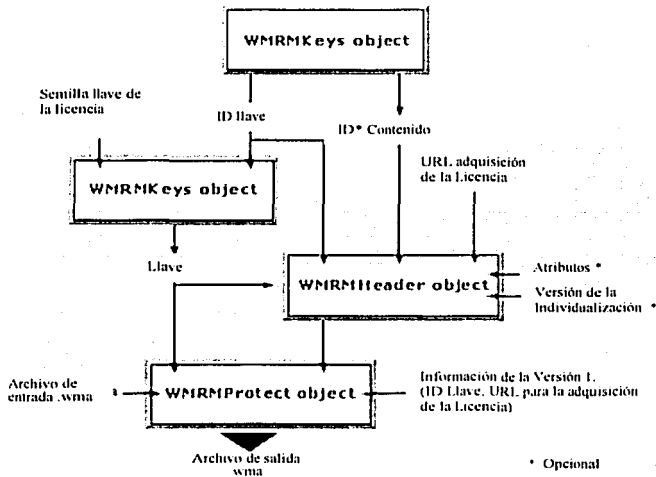 WMRMKeys object
Semilla llave de
la licencia
ID llave
ID* Contenido
URL adquisición
de la Licencia
WMRMKeys object
Llave
WMRMHeader object
Atributos *
Versión de la
Individualización *
Archivo de
entrada .wma
WMRMProtect object
Información de la Versión 1.
(ID Llave, URL para la adquisición
de la Licencia)
Archivo de salida
wma
* Opcional